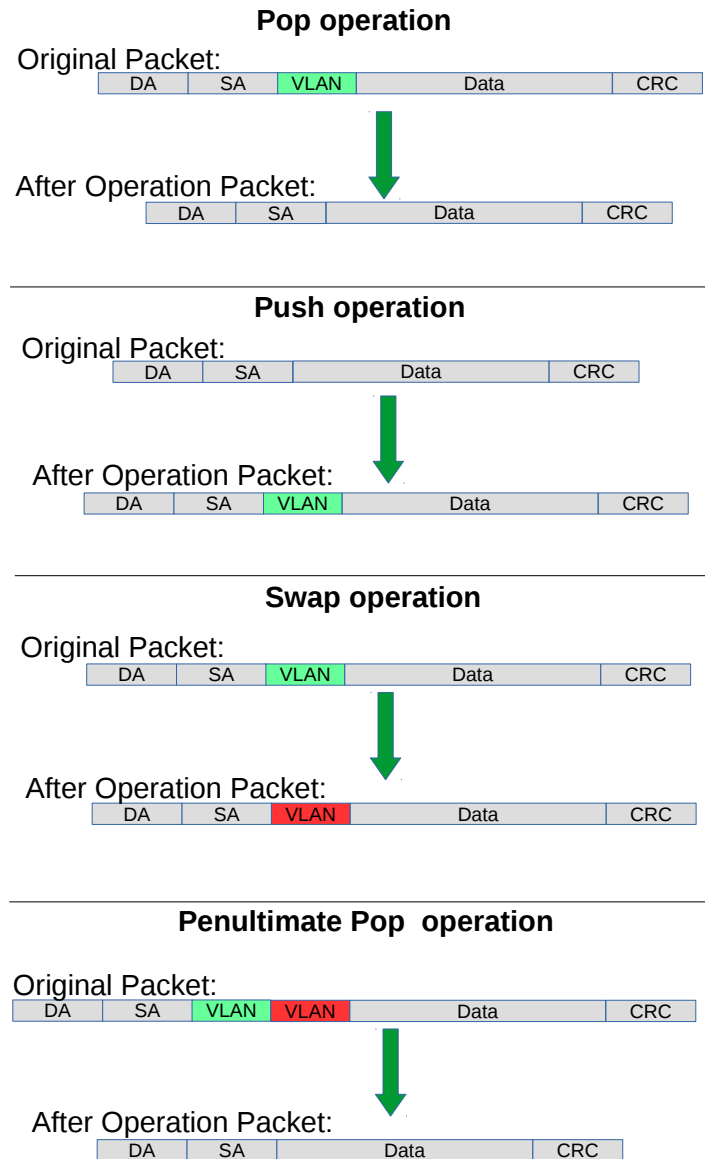 Pop operation
Original Packet:
DA SA VLAN Data CRC
After Operation Packet:
DA SA Data CRC
Push operation
Original Packet:
DA SA Data CRC
After Operation Packet:
DA SA VLAN Data CRC
Swap operation
Original Packet:
DA SA VLAN Data CRC
After Operation Packet:
DA SA VLAN Data CRC
Penultimate Pop operation
Original Packet:
DA SA VLAN VLAN Data CRC
After Operation Packet:
DA SA Data CRC